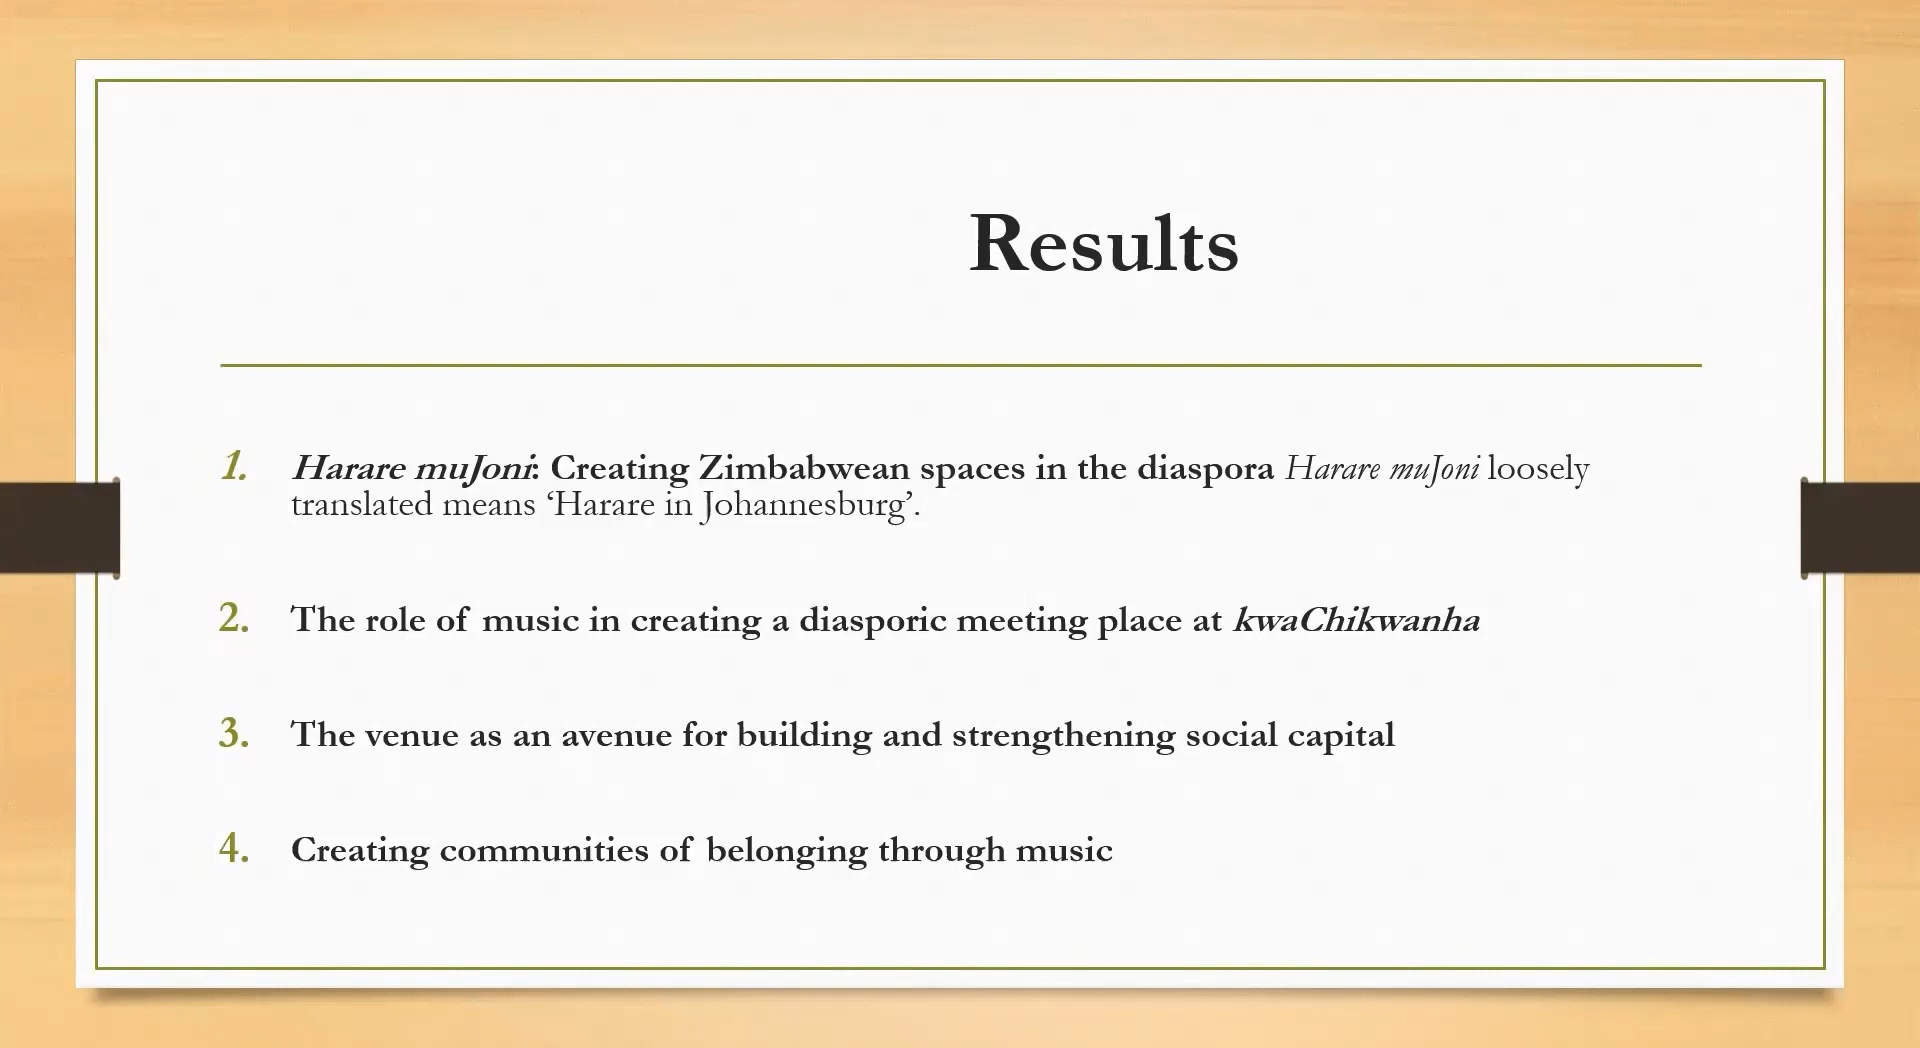 Results
1. Harare muJoni: Creating Zimbabwean spaces in the diaspora Harare muJoni loosely
translated means ‘Harare in Johannesburg’.
2. The role of music in creating a diasporic meeting place at kwaChikwanha
3. The venue as an avenue for building and strengthening social capital
4. Creating communities of belonging through music